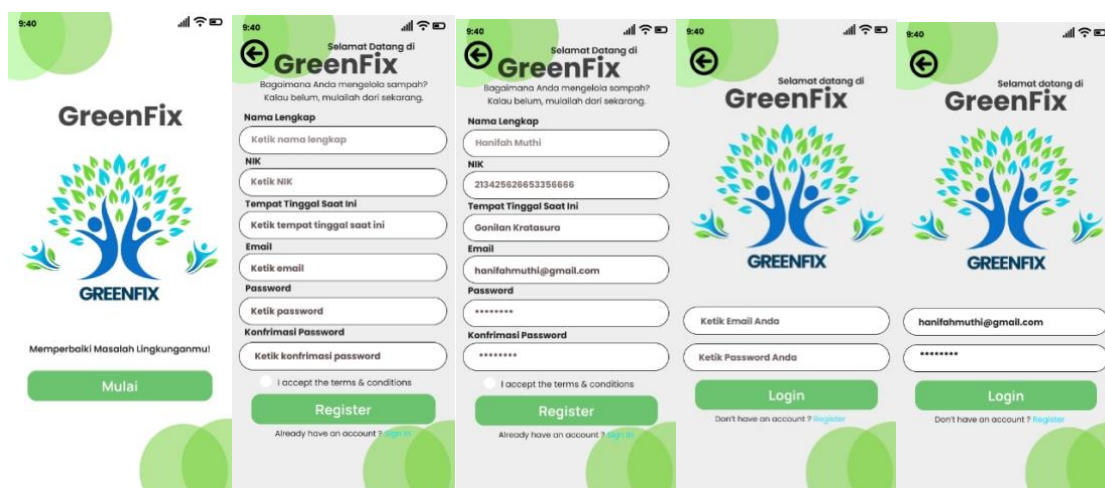 9:40
GreenFix
GREENFIX
Memperbaiki Masalah Lingkunganmu!
Mulai
9:40
Selamat Datang di
GreenFix
Bagaimana Anda mengelola sampah?
Kalau belum, mulailah dari sekarang.
Nama Lengkap
Ketik nama lengkap
NIK
Ketik NIK
Tempat Tinggal Saat Ini
Ketik tempat tinggal saat ini
Email
Ketik email
Password
Ketik password
Konfrimasi Password
Ketik konfrimasi password
I accept the terms & conditions
Register
Already have an account ? Sign in
9:40
Selamat Datang di
GreenFix
Bagaimana Anda mengelola sampah?
Kalau belum, mulailah dari sekarang.
Nama Lengkap
Hanifah Muthi
NIK
213425626653356666
Tempat Tinggal Saat Ini
Gonilan Kratasura
Email
hanifahmuthi@gmail.com
Password
********
Konfrimasi Password
********
I accept the terms & conditions
Register
Already have an account ? Sign in
9:40
Selamat datang di
GreenFix
GREENFIX
Ketik Email Anda
Ketik Password Anda
Login
Don't have an account ? Register
9:40
Selamat datang di
GreenFix
GREENFIX
hanifahmuthi@gmail.com
********
Login
Don't have an account ? Register